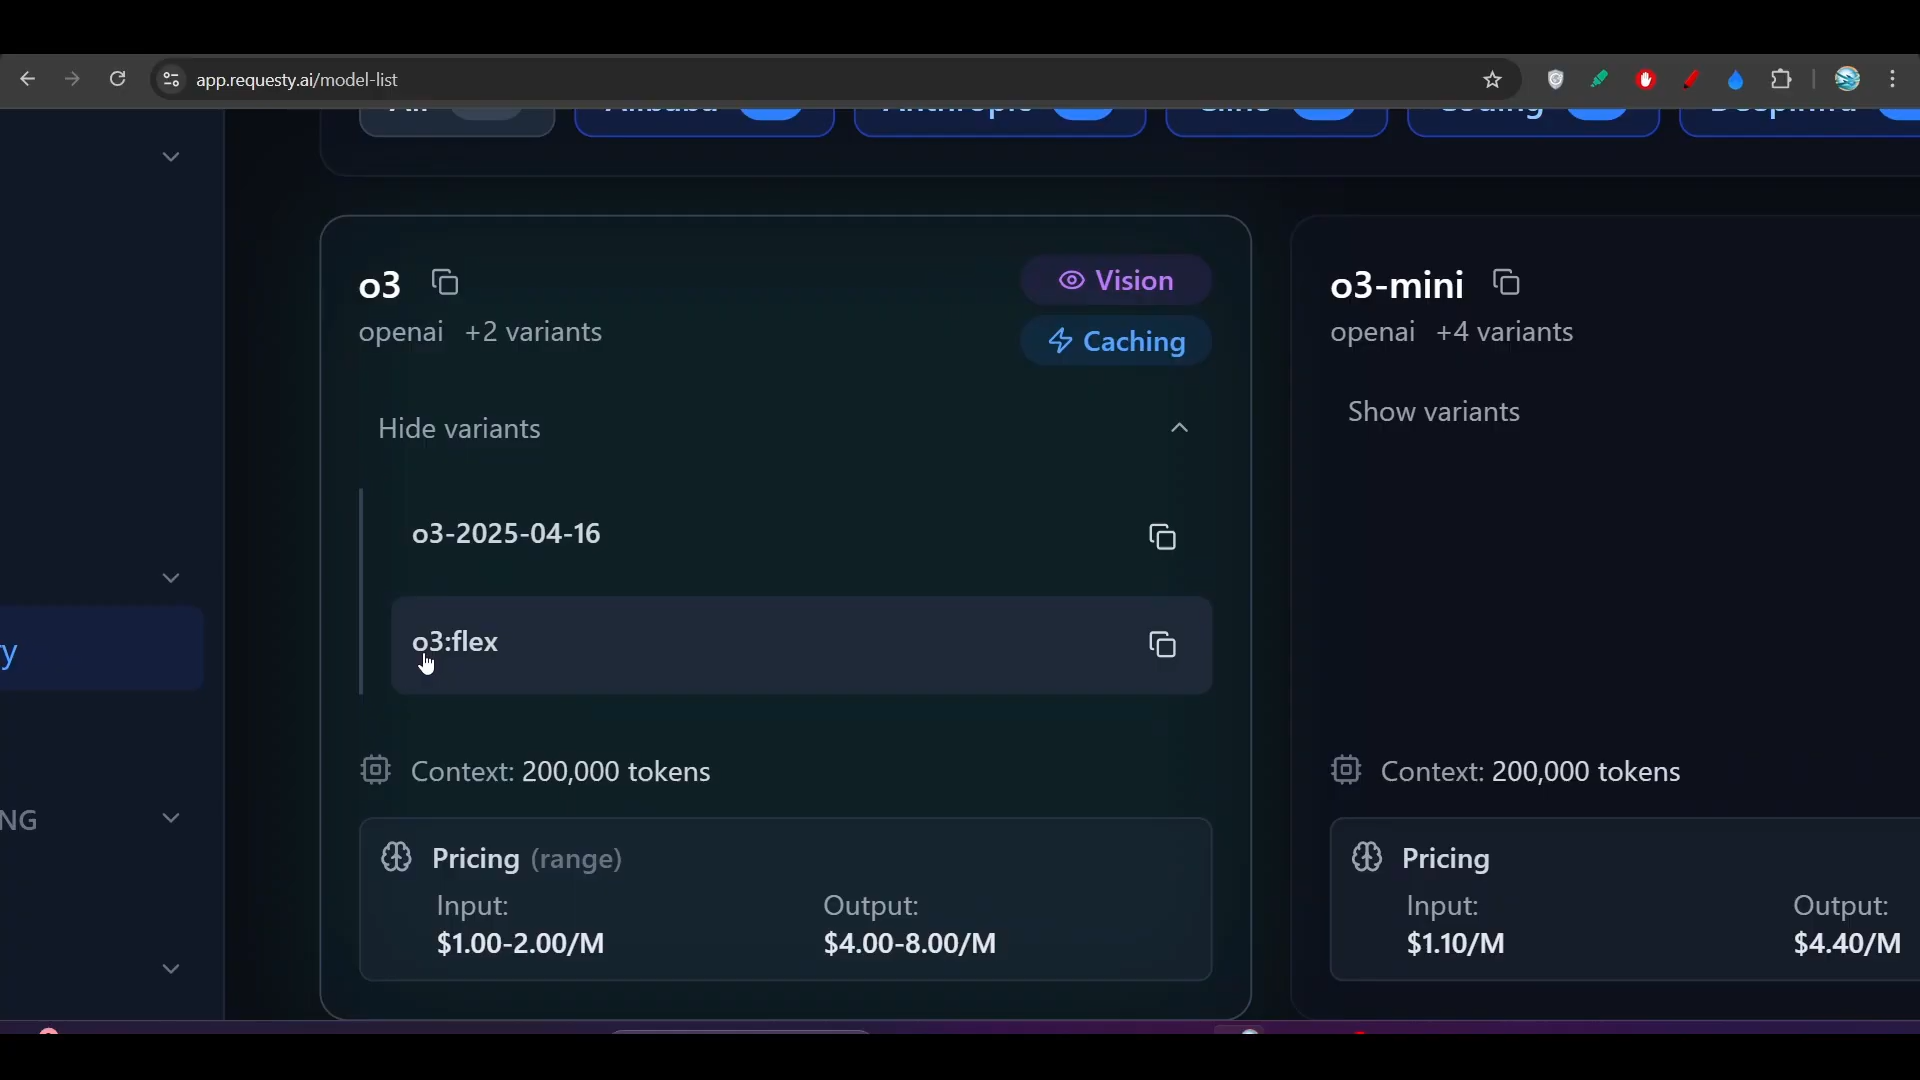 app.requesty.ai/model-list
o3
openai +2 variants
Vision
Caching
Hide variants
o3-2025-04-16
o3:flex
Context: 200,000 tokens
Pricing (range)
Input:
$1.00-2.00/M
Output:
$4.00-8.00/M
o3-mini
openai +4 variants
Show variants
Context: 200,000 tokens
Pricing
Input:
$1.10/M
Output:
$4.40/M
y
NG